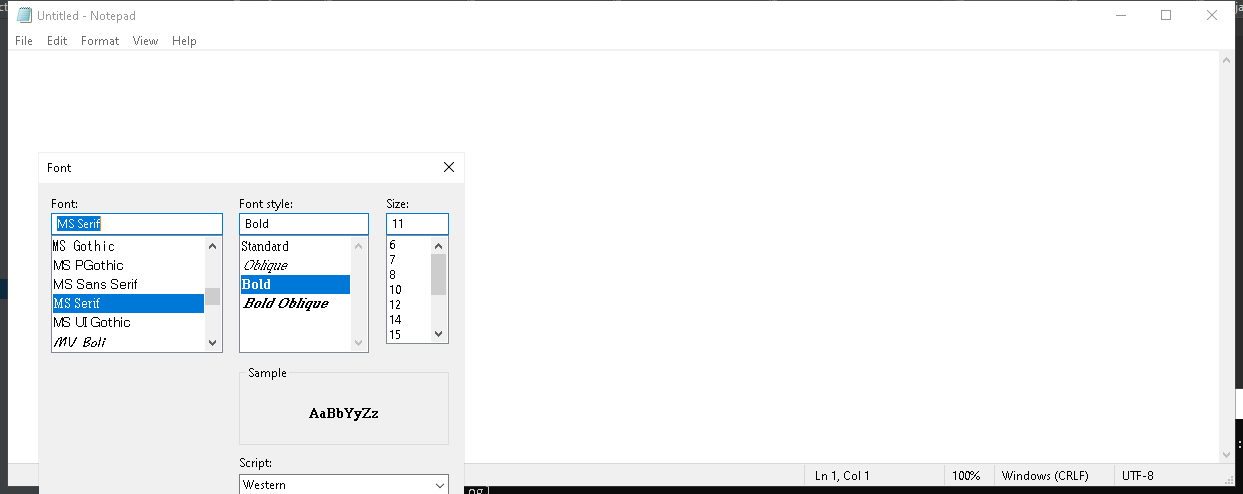 Untitled - Notepad
File Edit Format View Help
Font
Font: Font style: Size:
MS Serif Bold 11
MS Gothic Standard 6
MS PGothic Oblique 7
MS Sans Serif Bold 8
MS Serif Bold Oblique 10
MS UI Gothic 12
MV Boli 14
15
Sample
AaBbYyZz
Script:
Western
Ln 1, Col 1 100% Windows (CRLF) UTF-8